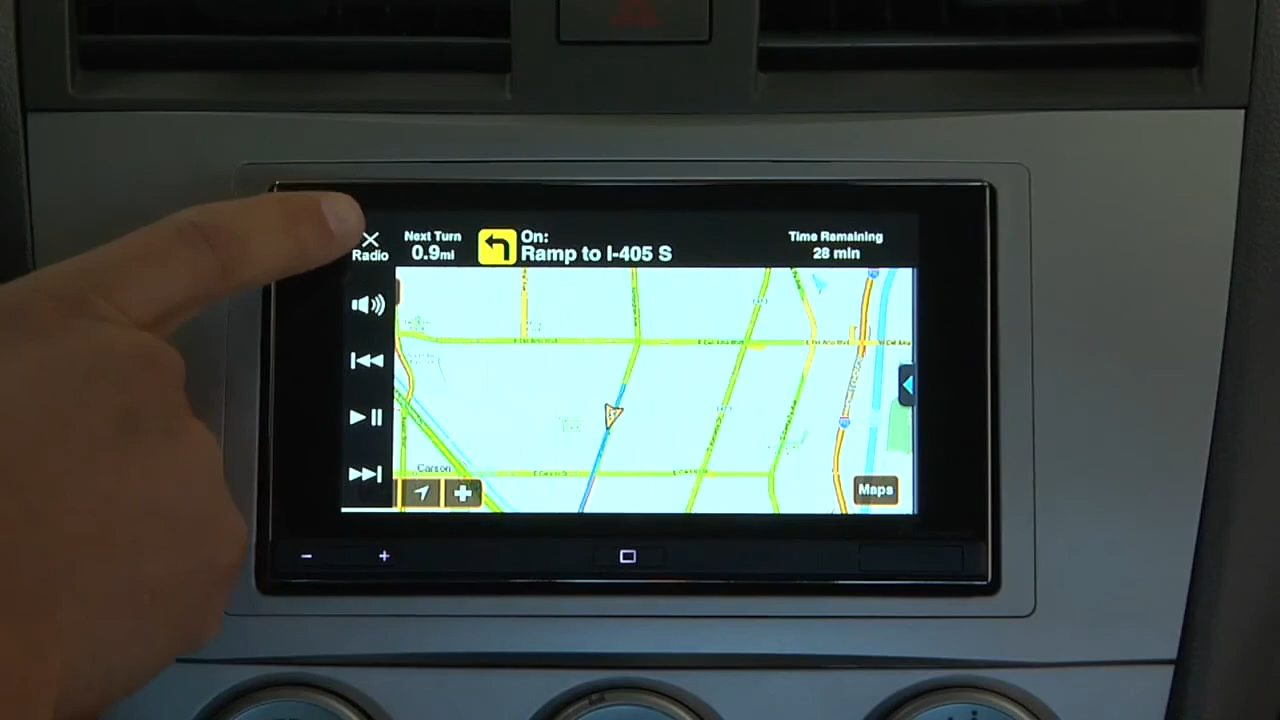 Radio
Next Turn
0.9mi
On:
Ramp to I-405 S
Time Remaining
28 min
Carson
Maps